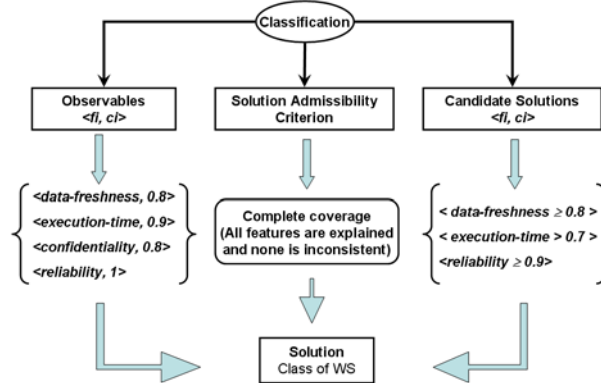 Classification
Observables
<fi, ci>
Solution Admissibility
Criterion
Candidate Solutions
<fi, ci>
<data-freshness, 0.8>
<execution-time, 0.9>
<confidentiality, 0.8>
<reliability, 1>
Complete coverage
(All features are explained
and none is inconsistent)
< data-freshness ≥ 0.8 >
< execution-time > 0.7 >
<reliability ≥ 0.9>
Solution
Class of WS